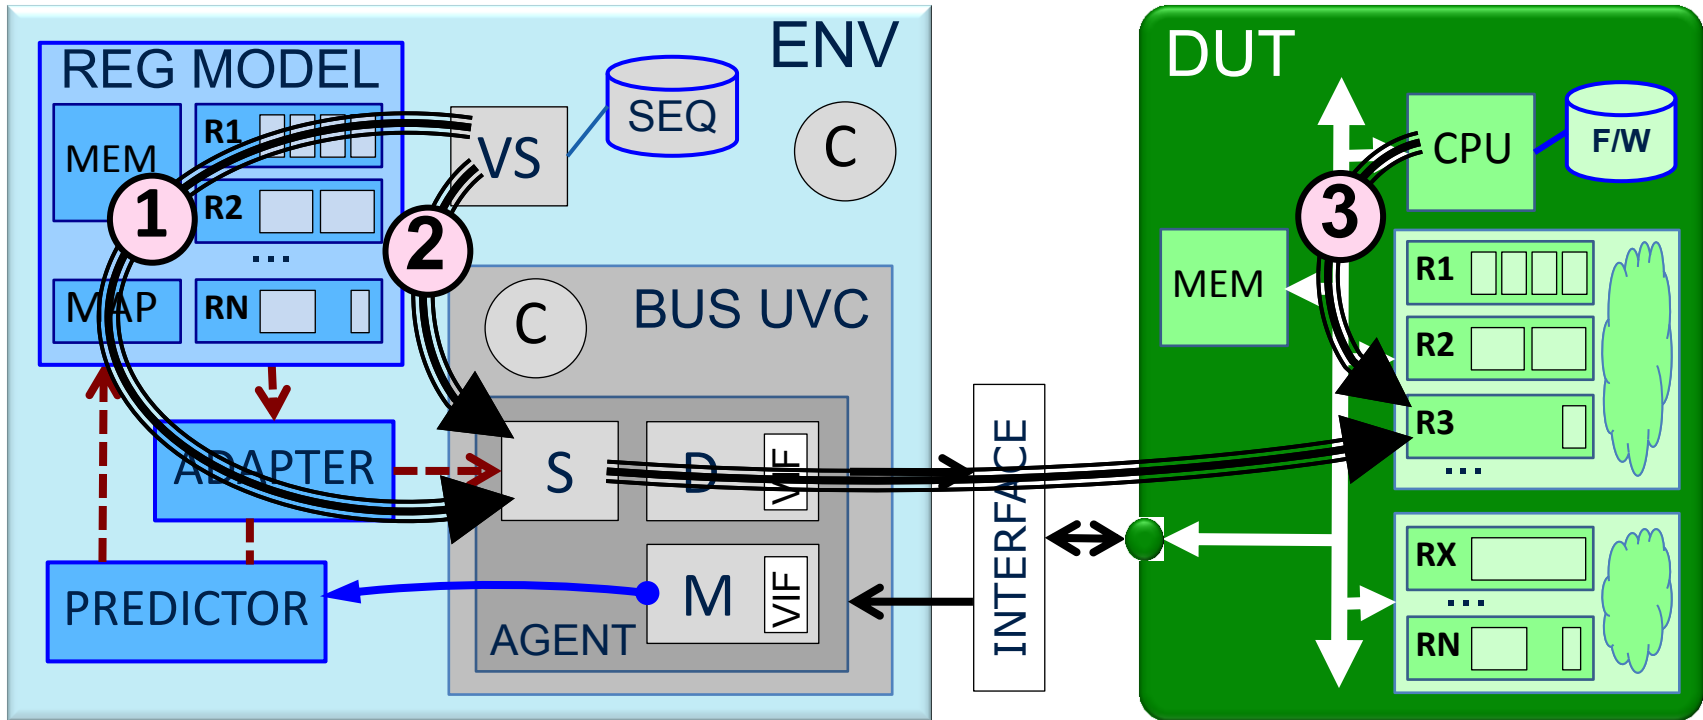 ENV
REG MODEL
MEM
R1
R2
...
MAP
RN
1
VS
SEQ
C
2
C
BUS UVC
ADAPTER
S
D
VIF
PREDICTOR
M
VIF
AGENT
INTERFACE
DUT
CPU
F/W
3
MEM
R1
R2
R3
...
RX
...
RN